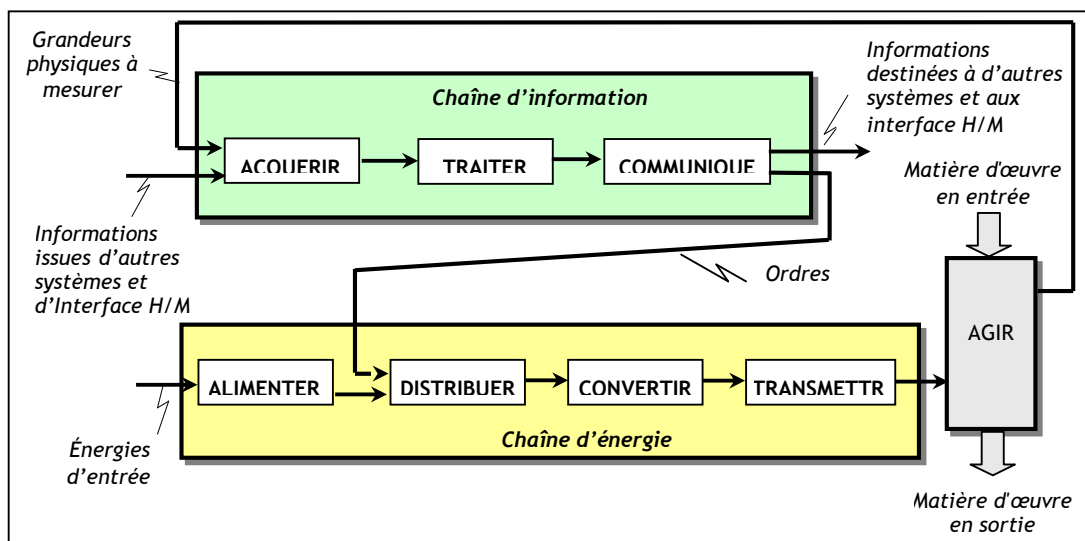 Grandeurs
physiques à
mesurer
Chaîne d'information
ACQUERIR
TRAITER
COMMUNIQUE
Informations
destinées à d'autres
systèmes et aux
interface H/M
Informations
issues d'autres
systèmes et
d'Interface H/M
Ordres
Matière d'œuvre
en entrée
AGIR
ALIMENTER
DISTRIBUER
CONVERTIR
TRANSMETTR
Chaîne d'énergie
Énergies
d'entrée
Matière d'œuvre
en sortie